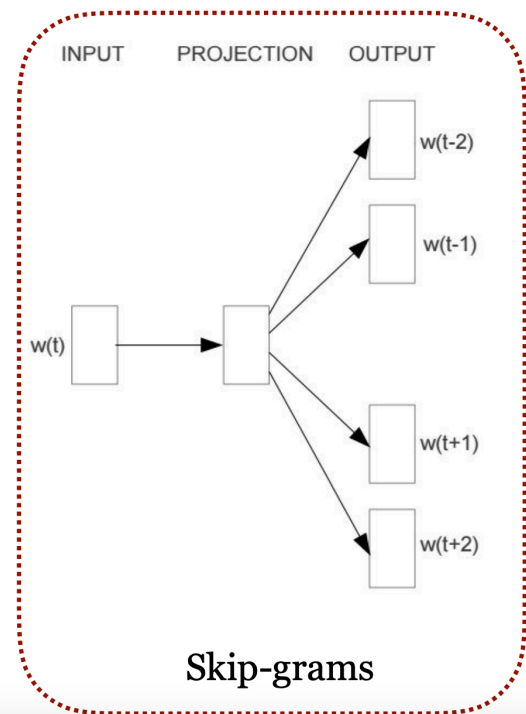 INPUT PROJECTION OUTPUT
w(t-2)
w(t-1)
w(t)
w(t+1)
w(t+2)
Skip-grams